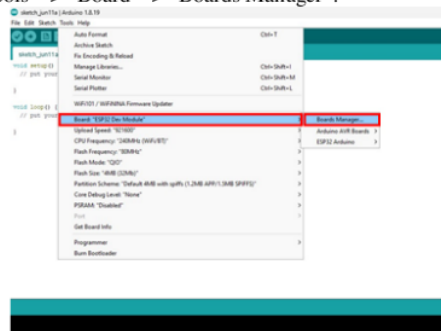 ools -> Board -> Boards Manager .
sketch_jun11a | Arduino 1.8.19
File Edit Sketch Tools Help
sketch_jun11a
void setup()
// put your
}
void loop() {
// put your
}
Auto Format Ctrl+T
Archive Sketch
Fix Encoding & Reload
Manage Libraries... Ctrl+Shift+I
Serial Monitor Ctrl+Shift+M
Serial Plotter Ctrl+Shift+L
WiFi101 / WiFiNINA Firmware Updater
Board: "ESP32 Dev Module"
Upload Speed: "921600"
CPU Frequency: "240MHz (WiFi/BT)"
Flash Frequency: "80MHz"
Flash Mode: "QIO"
Flash Size: "4MB (32Mb)"
Partition Scheme: "Default 4MB with spiffs (1.2MB APP/1.5MB SPIFFS)"
Core Debug Level: "None"
PSRAM: "Disabled"
Port
Get Board Info
Programmer
Burn Bootloader
Boards Manager...
Arduino AVR Boards
ESP32 Arduino